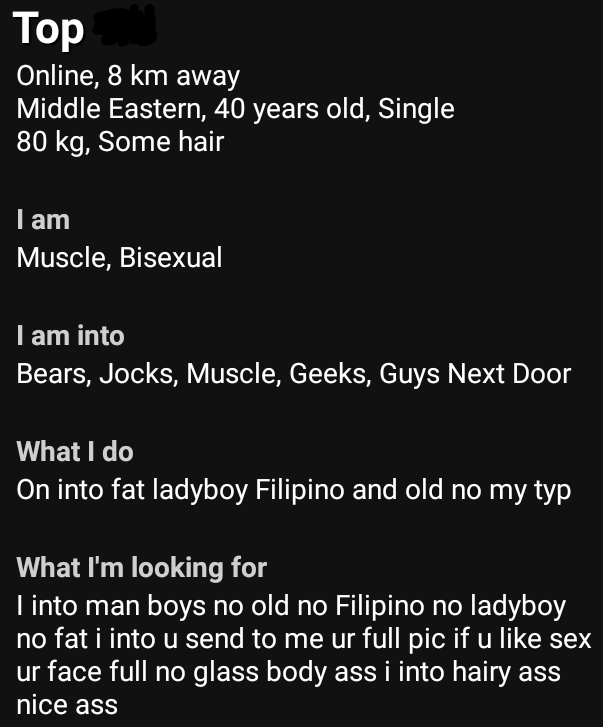 Top
Online, 8 km away
Middle Eastern, 40 years old, Single
80 kg, Some hair
I am
Muscle, Bisexual
I am into
Bears, Jocks, Muscle, Geeks, Guys Next Door
What I do
On into fat ladyboy Filipino and old no my typ
What I'm looking for
I into man boys no old no Filipino no ladyboy
no fat i into u send to me ur full pic if u like sex
ur face full no glass body ass i into hairy ass
nice ass